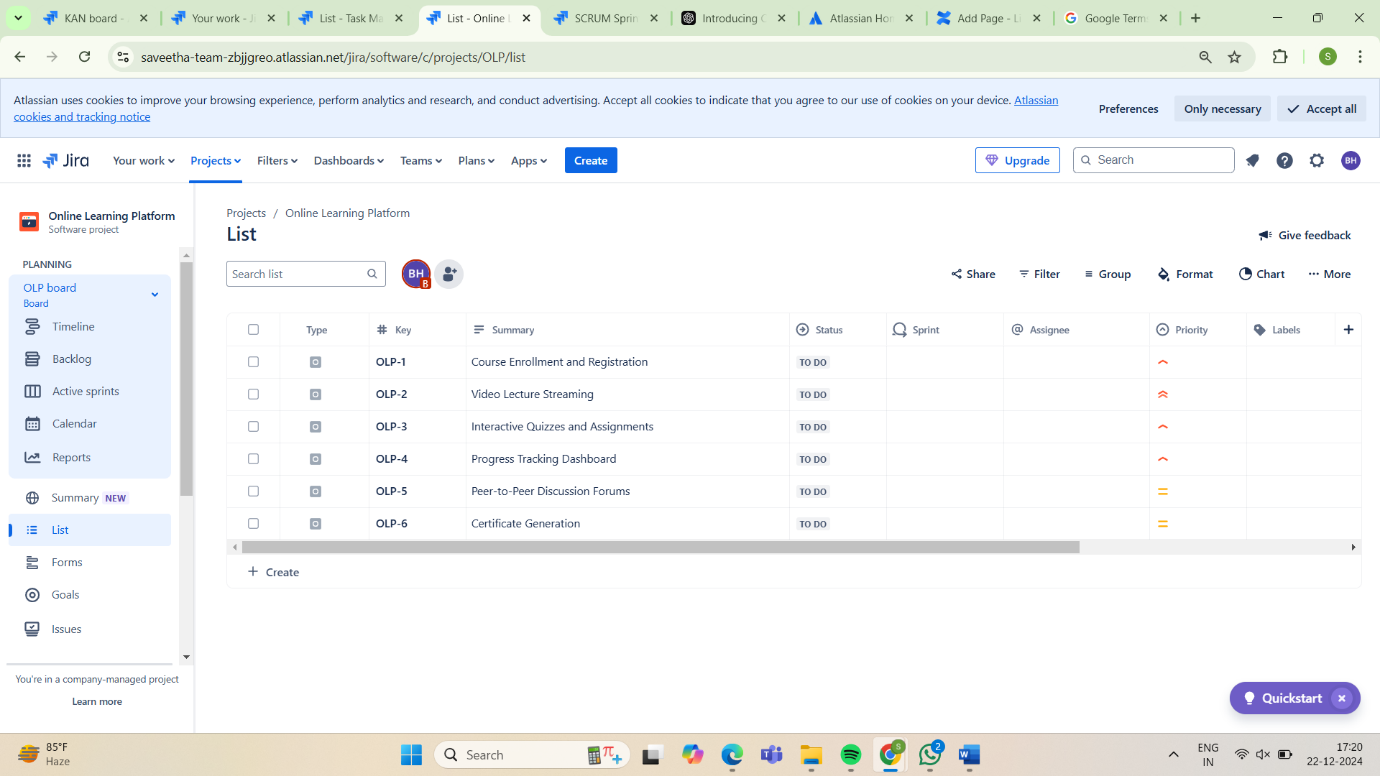 KAN board -
Your work - Ji
List - Task Ma
List - Online L
SCRUM Sprin
Introducing C
Atlassian Hom
Add Page - Li
Google Terms
saveetha-team-zbjjgreo.atlassian.net/jira/software/c/projects/OLP/list
S
Atlassian uses cookies to improve your browsing experience, perform analytics and research, and conduct advertising. Accept all cookies to indicate that you agree to our use of cookies on your device. Atlassian
cookies and tracking notice
Preferences
Only necessary
Accept all
Jira
Your work
Projects
Filters
Dashboards
Teams
Plans
Apps
Create
Upgrade
Search
BH
Online Learning Platform
Software project
PLANNING
OLP board
Board
Timeline
Backlog
Active sprints
Calendar
Reports
Summary NEW
List
Forms
Goals
Issues
You're in a company-managed project
Learn more
Projects / Online Learning Platform
List
Give feedback
Search list
BH
B
Share
Filter
Group
Format
Chart
More
Type Key Summary Status Sprint Assignee Priority Labels
OLP-1 Course Enrollment and Registration TO DO
OLP-2 Video Lecture Streaming TO DO
OLP-3 Interactive Quizzes and Assignments TO DO
OLP-4 Progress Tracking Dashboard TO DO
OLP-5 Peer-to-Peer Discussion Forums TO DO
OLP-6 Certificate Generation TO DO
+ Create
Quickstart
85°F
Haze
Search
S
2
ENG
IN
17:20
22-12-2024